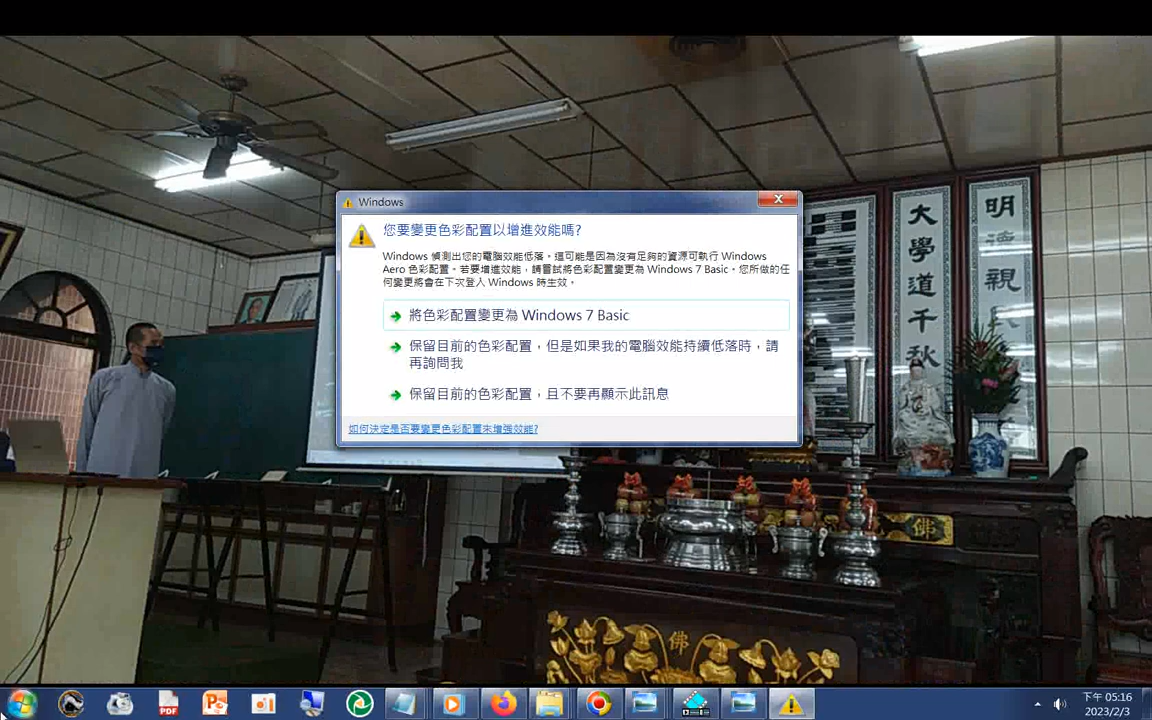 Windows
您要變更色彩配置以增進效能嗎?
Windows 偵測出您的電腦效能低落。這可能是因為沒有足夠的資源可執行 Windows
Aero 色彩配置。若要增進效能，請嘗試將色彩配置變更為 Windows 7 Basic。您所做的任
何變更將會在下次登入 Windows 時生效。
將色彩配置變更為 Windows 7 Basic
保留目前的色彩配置，但是如果我的電腦效能持續低落時，請
再詢問我
保留目前的色彩配置，且不要再顯示此訊息
如何決定是否要變更色彩配置來增強效能?
明德親民
大學道千秋
佛
佛
PDF
下午 05:16
2023/2/3